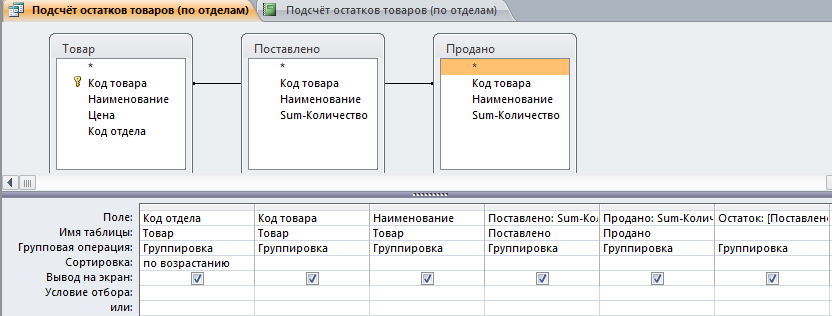 Подсчёт остатков товаров (по отделам) Подсчёт остатков товаров (по отделам)
Товар Поставлено Продано
* * *
Код товара Код товара Код товара
Наименование Наименование Наименование
Цена Sum-Количество Sum-Количество
Код отдела
Поле: Код отдела Код товара Наименование Поставлено: Sum-Кол Продано: Sum-Колич Остаток: [Поставлен
Имя таблицы: Товар Товар Товар Поставлено Продано
Групповая операция: Группировка Группировка Группировка Группировка Группировка Группировка
Сортировка: по возрастанию
Вывод на экран:
Условие отбора:
или: